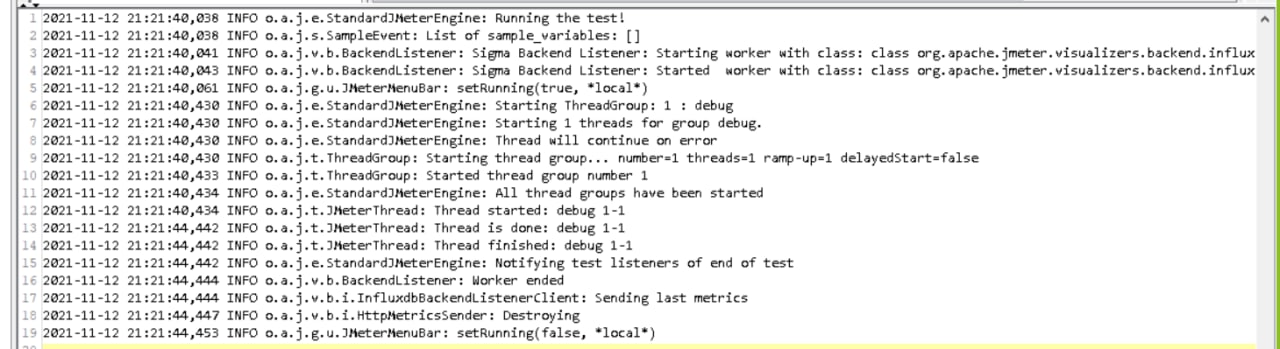 1 2021-11-12 21:21:40,038 INFO o.a.j.e.StandardJMeterEngine: Running the test!
2 2021-11-12 21:21:40,038 INFO o.a.j.s.SampleEvent: List of sample_variables: []
3 2021-11-12 21:21:40,041 INFO o.a.j.v.b.BackendListener: Sigma Backend Listener: Starting worker with class: class org.apache.jmeter.visualizers.backend.influx
4 2021-11-12 21:21:40,043 INFO o.a.j.v.b.BackendListener: Sigma Backend Listener: Started  worker with class: class org.apache.jmeter.visualizers.backend.influx
5 2021-11-12 21:21:40,061 INFO o.a.j.g.u.JMeterMenuBar: setRunning(true, *local*)
6 2021-11-12 21:21:40,430 INFO o.a.j.e.StandardJMeterEngine: Starting ThreadGroup: 1 : debug
7 2021-11-12 21:21:40,430 INFO o.a.j.e.StandardJMeterEngine: Starting 1 threads for group debug.
8 2021-11-12 21:21:40,430 INFO o.a.j.e.StandardJMeterEngine: Thread will continue on error
9 2021-11-12 21:21:40,430 INFO o.a.j.t.ThreadGroup: Starting thread group... number=1 threads=1 ramp-up=1 delayedStart=false
10 2021-11-12 21:21:40,433 INFO o.a.j.t.ThreadGroup: Started thread group number 1
11 2021-11-12 21:21:40,434 INFO o.a.j.e.StandardJMeterEngine: All thread groups have been started
12 2021-11-12 21:21:40,434 INFO o.a.j.t.JMeterThread: Thread started: debug 1-1
13 2021-11-12 21:21:44,442 INFO o.a.j.t.JMeterThread: Thread is done: debug 1-1
14 2021-11-12 21:21:44,442 INFO o.a.j.t.JMeterThread: Thread finished: debug 1-1
15 2021-11-12 21:21:44,442 INFO o.a.j.e.StandardJMeterEngine: Notifying test listeners of end of test
16 2021-11-12 21:21:44,444 INFO o.a.j.v.b.BackendListener: Worker ended
17 2021-11-12 21:21:44,444 INFO o.a.j.v.b.i.InfluxdbBackendListenerClient: Sending last metrics
18 2021-11-12 21:21:44,447 INFO o.a.j.v.b.i.HttpMetricsSender: Destroying
19 2021-11-12 21:21:44,453 INFO o.a.j.g.u.JMeterMenuBar: setRunning(false, *local*)